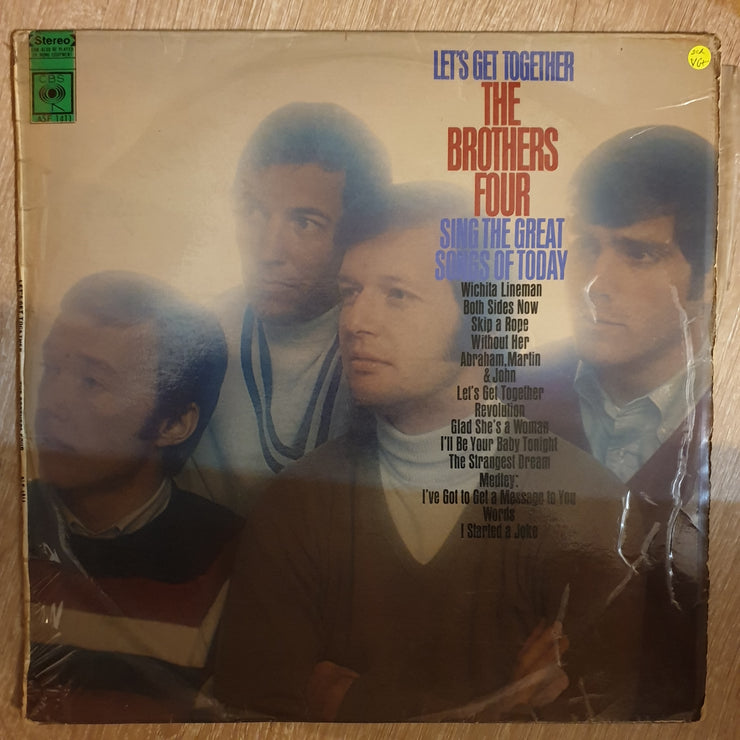 Stereo
CBS
ASF 1411
VG+
LET'S GET TOGETHER
THE
BROTHERS
FOUR
SING THE GREAT
SONGS OF TODAY
Wichita Lineman
Both Sides Now
Skip a Rope
Without Her
Abraham, Martin
& John
Let's Get Together
Revolution
Glad She's a Woman
I'll Be Your Baby Tonight
The Strangest Dream
Medley:
I've Got to Get a Message to You
Words
I Started a Joke